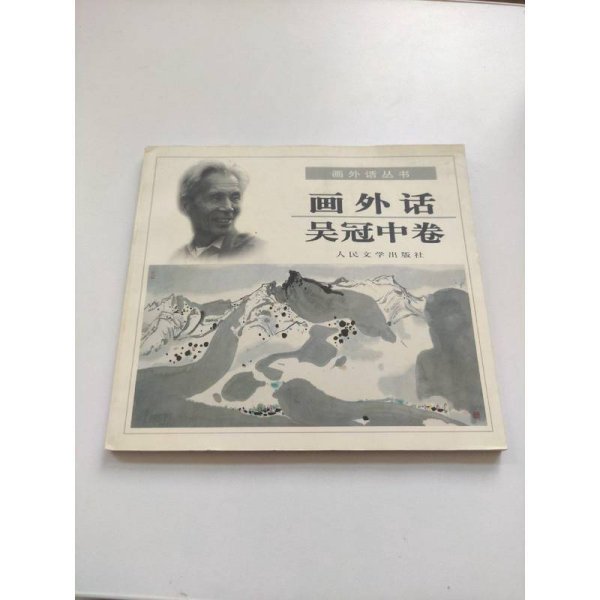 画外话丛书
画外话
吴冠中卷
人民文学出版社